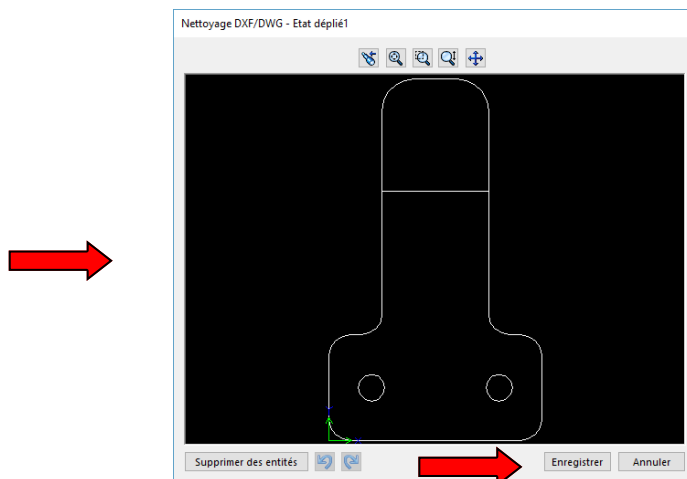 Nettoyage DXF/DWG - Etat déplié1
Supprimer des entités
Enregistrer
Annuler